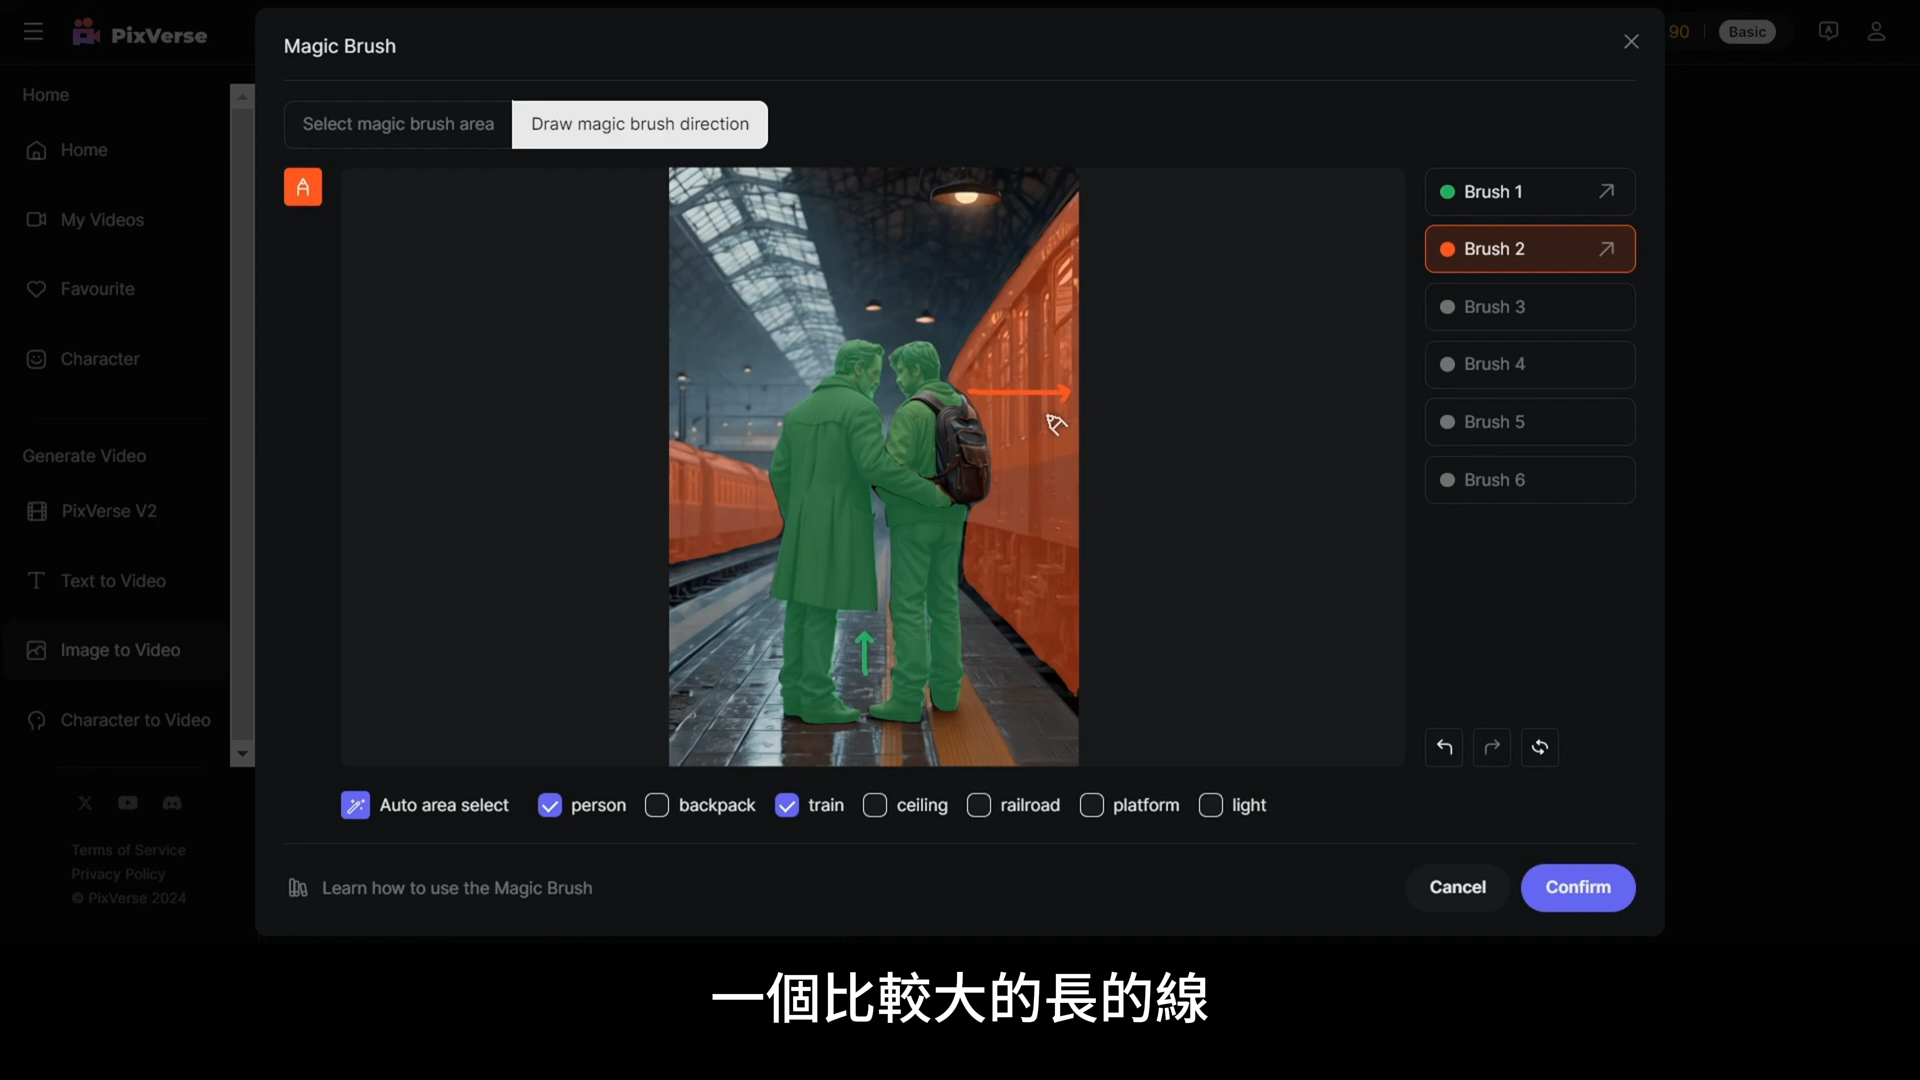 PixVerse
Magic Brush
90
Basic
Home
Select magic brush area
Draw magic brush direction
Home
My Videos
Favourite
Character
Generate Video
PixVerse V2
Text to Video
Image to Video
Character to Video
Brush 1
Brush 2
Brush 3
Brush 4
Brush 5
Brush 6
Auto area select
person
backpack
train
ceiling
railroad
platform
light
Terms of Service
Privacy Policy
© PixVerse 2024
Learn how to use the Magic Brush
Cancel
Confirm
一個比較大的長的線